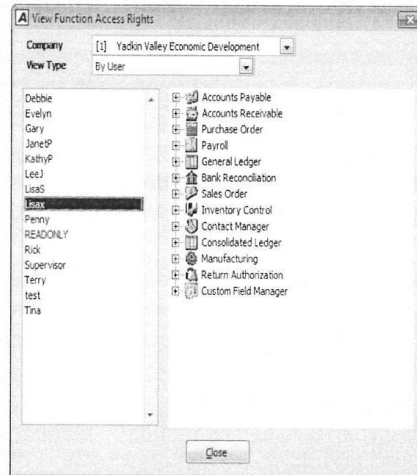 A View Function Access Rights
Company [1] Yadkin Valley Economic Development
View Type By User
Debbie
Evelyn
Gary
JanetP
KathyP
LeeJ
LisaS
Lisax
Penny
READONLY
Rick
Supervisor
Terry
test
Tina
Accounts Payable
Accounts Receivable
Purchase Order
Payroll
General Ledger
Bank Reconciliation
Sales Order
Inventory Control
Contact Manager
Consolidated Ledger
Manufacturing
Return Authorization
Custom Field Manager
Close